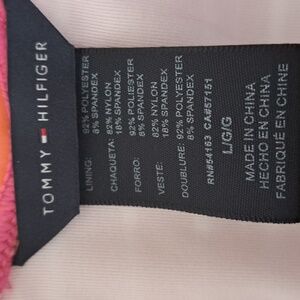 TOMMY HILFIGER
LINING: 92% POLYESTER
8% SPANDEX
CHAQUETA: 82% NYLON
18% SPANDEX
FORRO: 92% POLIESTER
8% SPANDEX
VESTE: 82% NYLON
18% SPANDEX
DOUBLURE: 92% POLYESTER
8% SPANDEX
RN#54163 CA#57151
L/G/G
MADE IN CHINA
HECHO EN CHINA
FABRIQUÉ EN CHINE